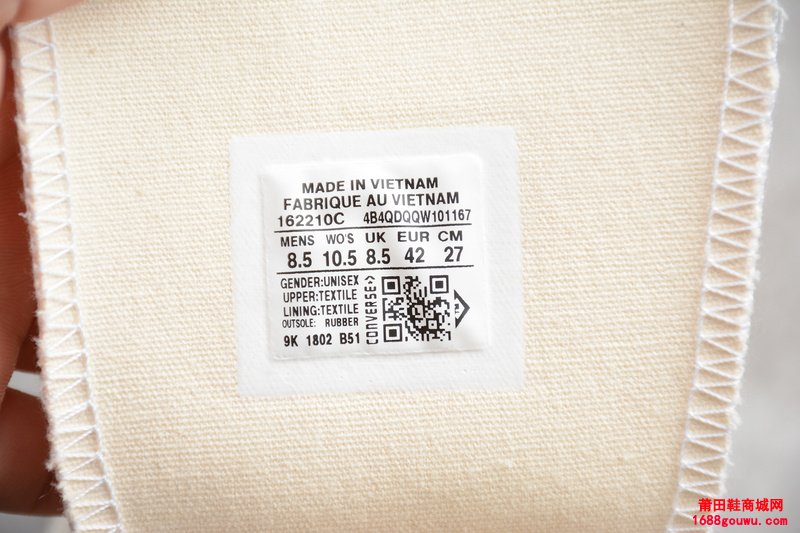 MADE IN VIETNAM
FABRIQUE AU VIETNAM
162210C 4B4QDQQW101167
MENS WO'S UK EUR CM
8.5 10.5 8.5 42 27
GENDER:UNISEX
UPPER:TEXTILE
LINING:TEXTILE
OUTSOLE: RUBBER
9K 1802 B51
CONVERSE
TM
莆田鞋商城网
1688gouwu.com